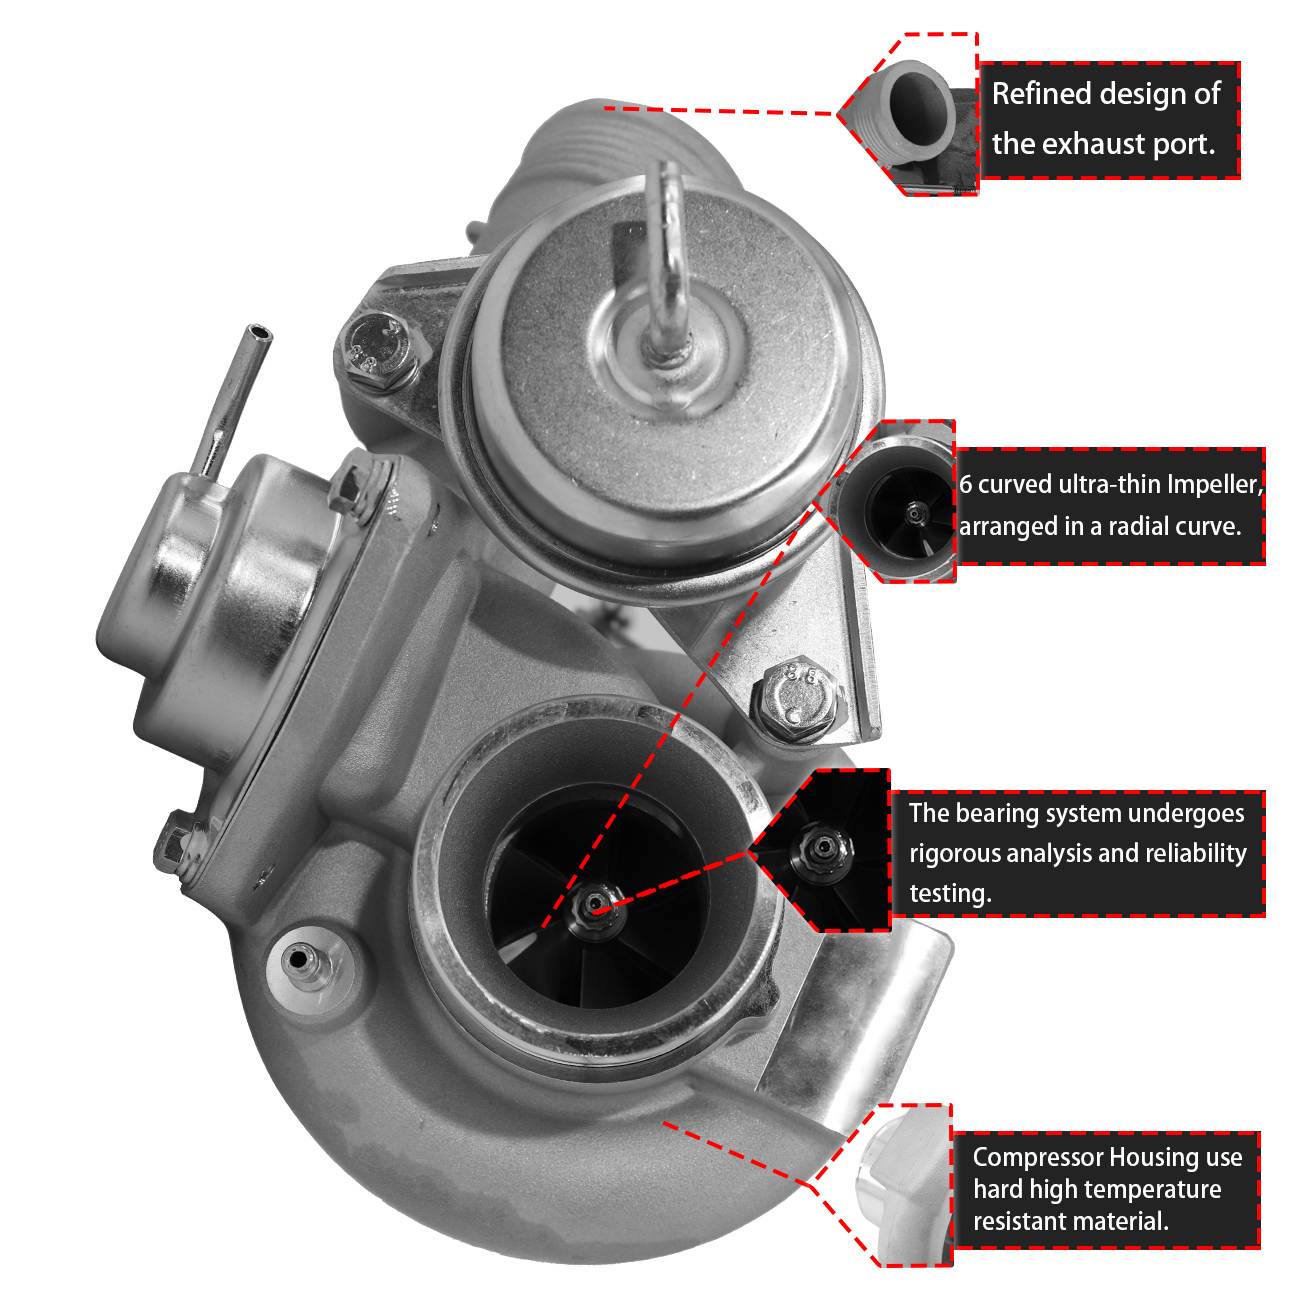 Refined design of
the exhaust port.
6 curved ultra-thin Impeller,
arranged in a radial curve.
The bearing system undergoes
rigorous analysis and reliability
testing.
Compressor Housing use
hard high temperature
resistant material.